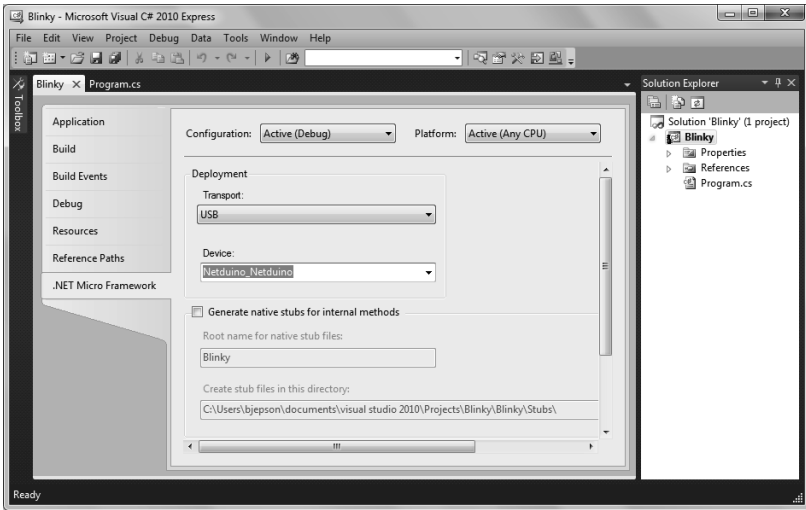 Blinky - Microsoft Visual C# 2010 Express
File Edit View Project Debug Data Tools Window Help
Toolbox
Blinky Program.cs
Application
Build
Build Events
Debug
Resources
Reference Paths
.NET Micro Framework
Configuration: Active (Debug) Platform: Active (Any CPU)
Deployment
Transport:
USB
Device:
Netduino_Netduino
Generate native stubs for internal methods
Root name for native stub files:
Blinky
Create stub files in this directory:
C:\Users\bjepson\documents\visual studio 2010\Projects\Blinky\Blinky\Stubs\
Solution Explorer
Solution 'Blinky' (1 project)
Blinky
Properties
References
Program.cs
Ready